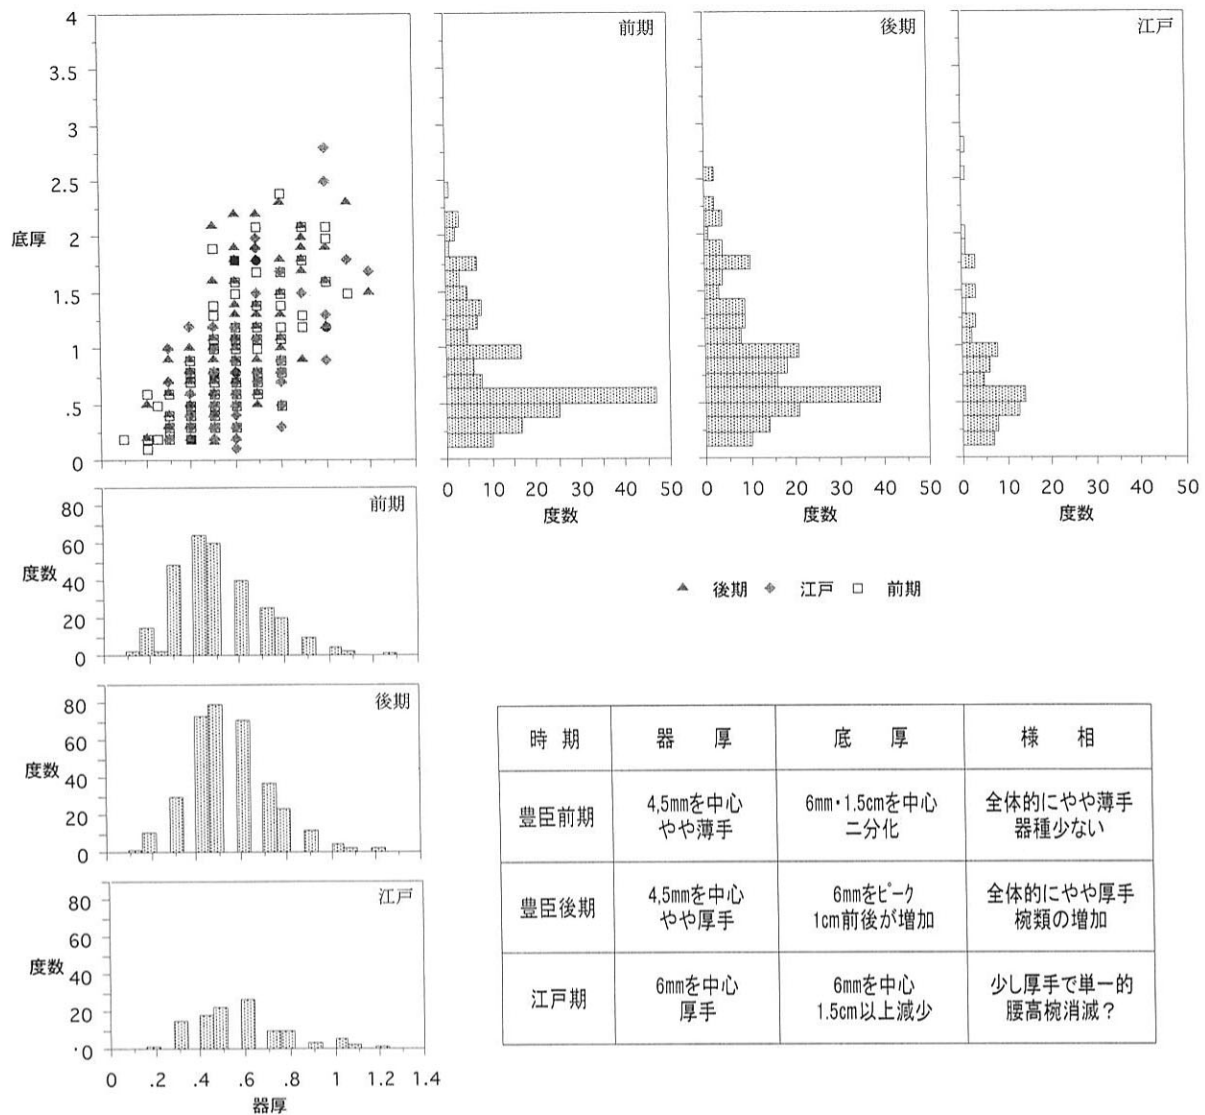 4
3.5
3
2.5
2
1.5
1
.5
0
底厚
前期
後期
江戸
0 10 20 30 40 50
度数
0 10 20 30 40 50
度数
0 10 20 30 40 50
度数
前期
80
60
40
20
0
度数
後期 江戸 前期
後期
80
60
40
20
0
度数
江戸
80
60
40
20
0
度数
0 .2 .4 .6 .8 1 1.2 1.4
器厚
時 期 器 厚 底 厚 様 相
豊臣前期
4,5mmを中心
やや薄手
6mm・1.5cmを中心
二分化
全体的にやや薄手
器種少ない
豊臣後期
4,5mmを中心
やや厚手
6mmをピーク
1cm前後が増加
全体的にやや厚手
椀類の増加
江戸期
6mmを中心
厚手
6mmを中心
1.5cm以上減少
少し厚手で単一的
腰高椀消滅？